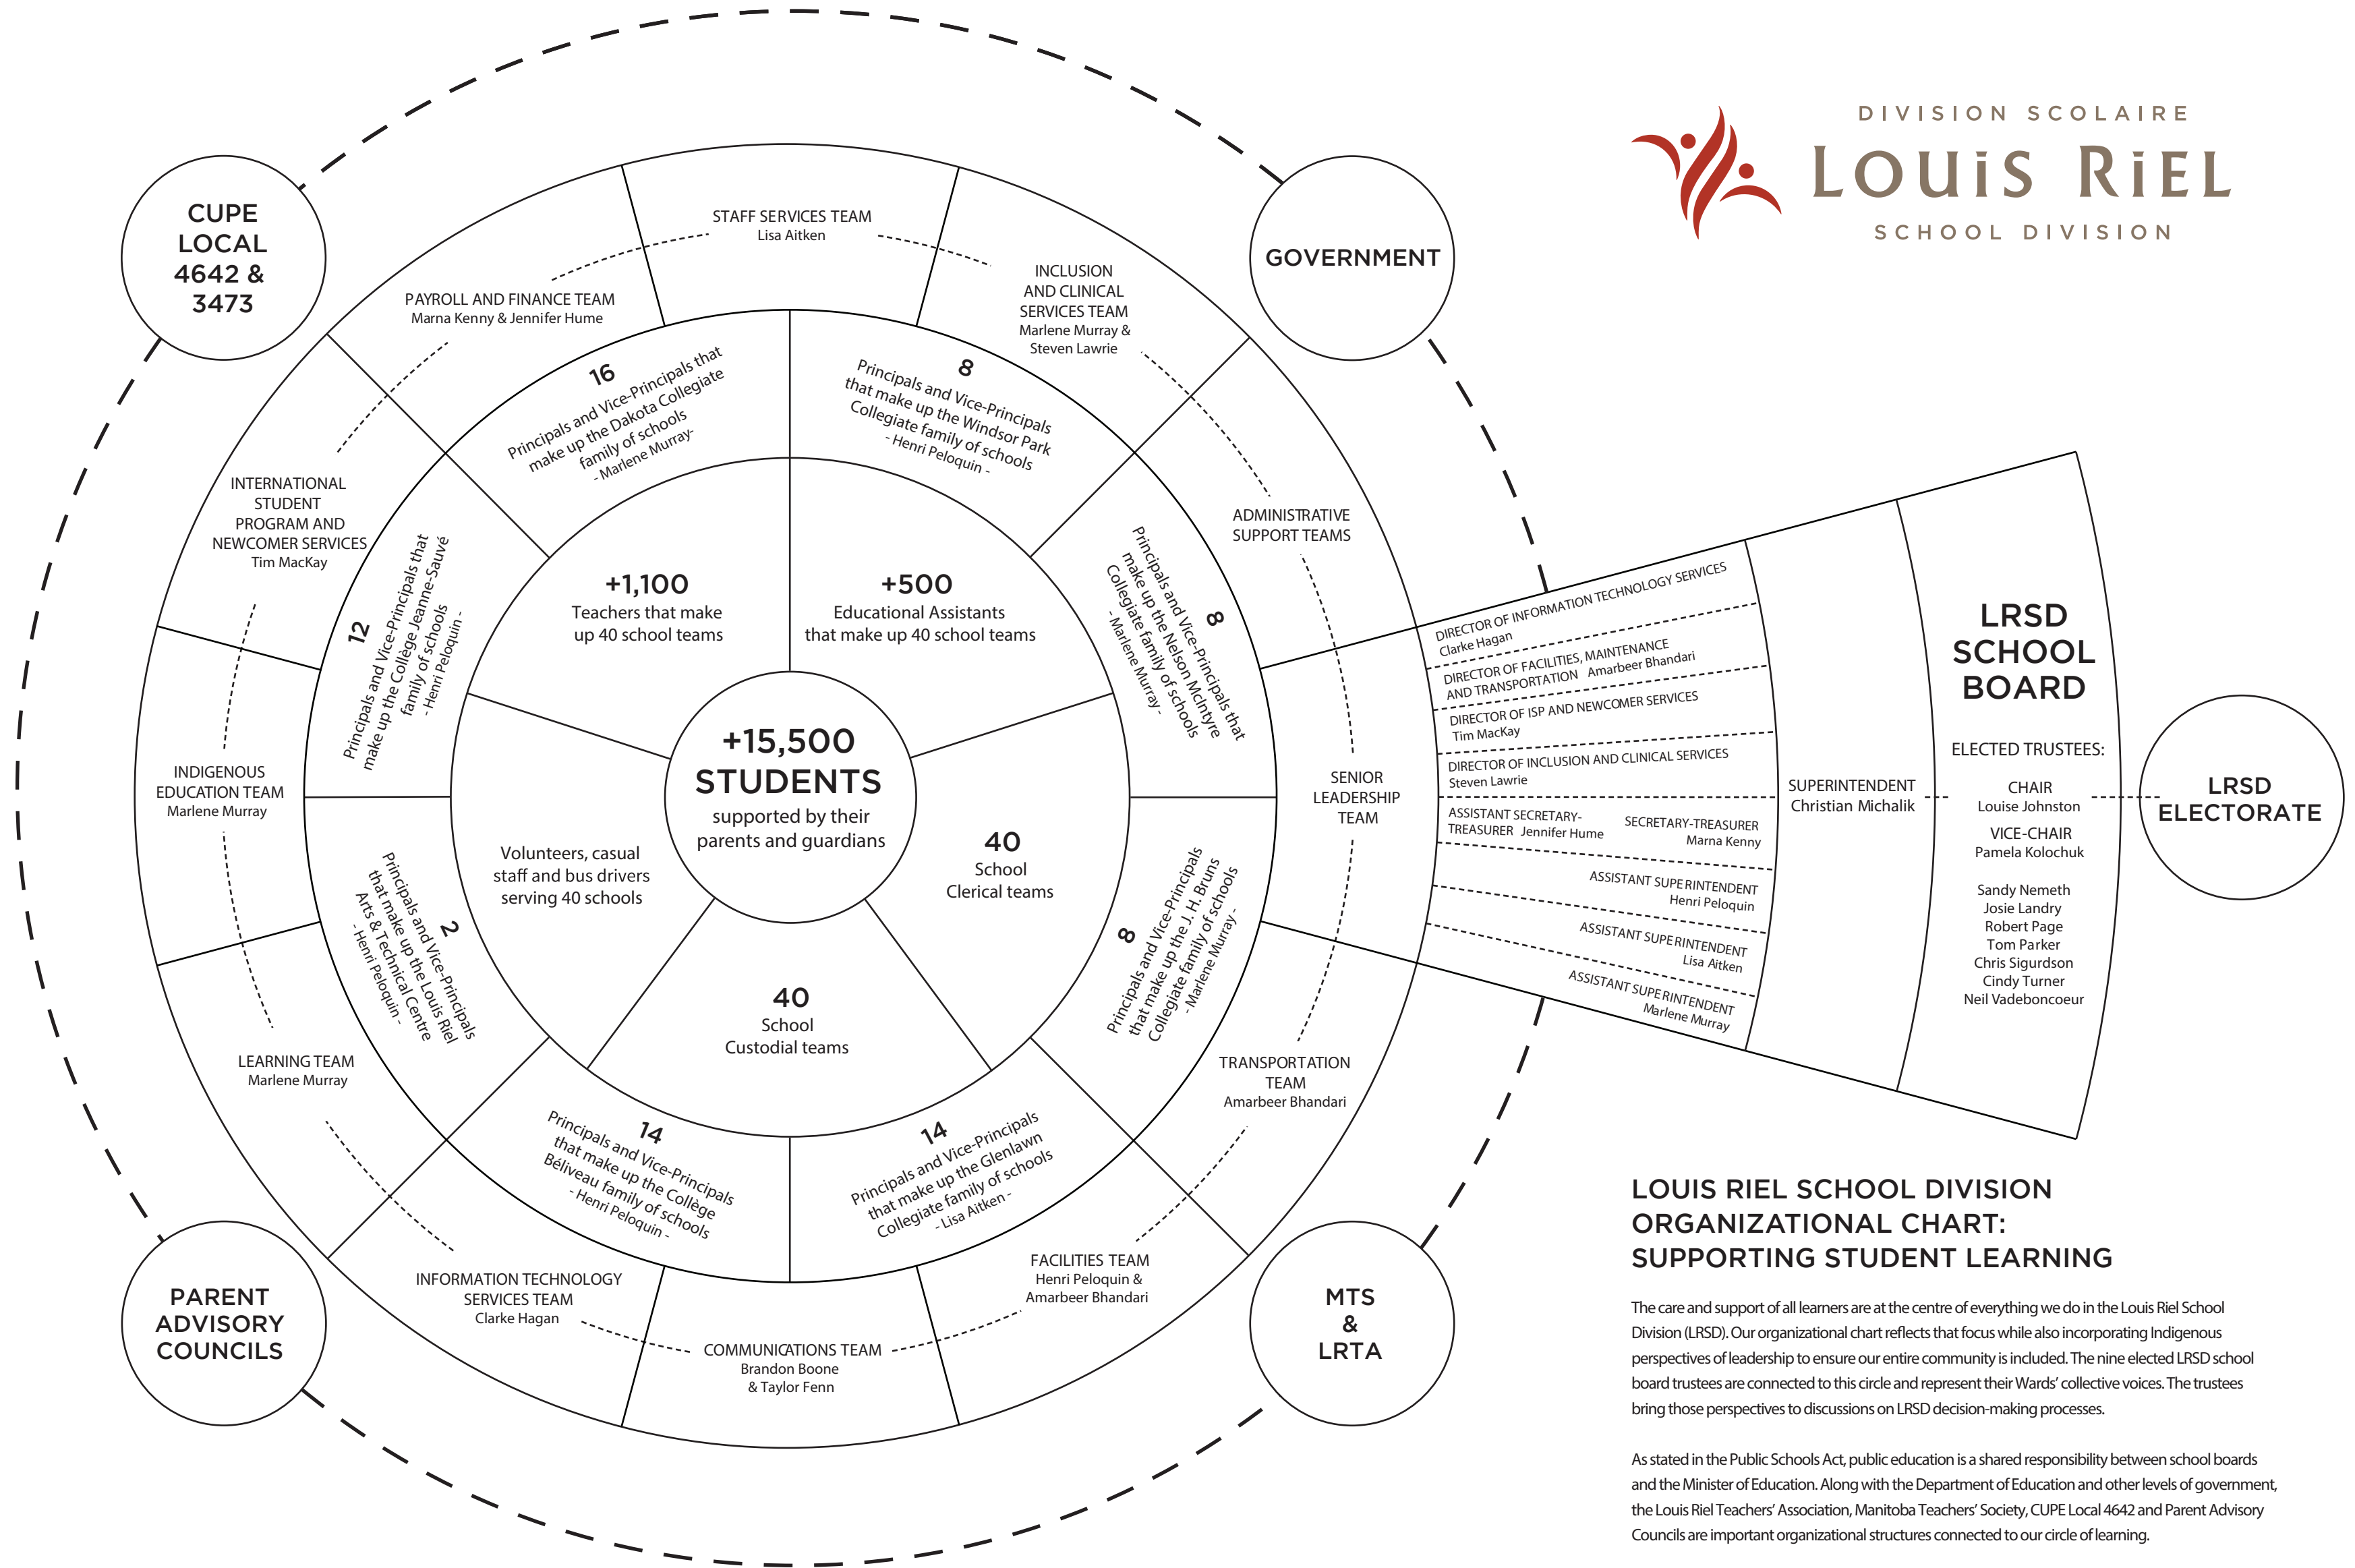 DIVISION SCOLAIRE
LOUiS RiEL
SCHOOL DIVISION
CUPE
LOCAL
4642 &
3473
GOVERNMENT
STAFF SERVICES TEAM
Lisa Aitken
INCLUSION
AND CLINICAL
SERVICES TEAM
Marlene Murray &
Steven Lawrie
PAYROLL AND FINANCE TEAM
Marna Kenny & Jennifer Hume
INTERNATIONAL
STUDENT
PROGRAM AND
NEWCOMER SERVICES
Tim MacKay
ADMINISTRATIVE
SUPPORT TEAMS
INDIGENOUS
EDUCATION TEAM
Marlene Murray
SENIOR
LEADERSHIP
TEAM
LEARNING TEAM
Marlene Murray
TRANSPORTATION
TEAM
Amarbeer Bhandari
INFORMATION TECHNOLOGY
SERVICES TEAM
Clarke Hagan
COMMUNICATIONS TEAM
Brandon Boone
& Taylor Fenn
FACILITIES TEAM
Henri Peloquin &
Amarbeer Bhandari
16
Principals and Vice-Principals that
make up the Dakota Collegiate
family of schools
- Marlene Murray-
8
Principals and Vice-Principals
that make up the Windsor Park
Collegiate family of schools
- Henri Peloquin -
8
Principals and Vice-Principals that
make up the Nelson McIntyre
Collegiate family of schools
- Marlene Murray -
8
Principals and Vice-Principals
that make up the J. H. Bruns
Collegiate family of schools
- Marlene Murray -
14
Principals and Vice-Principals
that make up the Glenlawn
Collegiate family of schools
- Lisa Aitken -
14
Principals and Vice-Principals
that make up the Collège
Béliveau family of schools
- Henri Peloquin -
2
Principals and Vice-Principals
that make up the Louis Riel
Arts & Technical Centre
- Henri Peloquin -
12
Principals and Vice-Principals that
make up the Collège Jeanne-Sauvé
family of schools
- Henri Peloquin -
+1,100
Teachers that make
up 40 school teams
+500
Educational Assistants
that make up 40 school teams
40
School
Clerical teams
40
School
Custodial teams
Volunteers, casual
staff and bus drivers
serving 40 schools
+15,500
STUDENTS
supported by their
parents and guardians
DIRECTOR OF INFORMATION TECHNOLOGY SERVICES
Clarke Hagan
DIRECTOR OF FACILITIES, MAINTENANCE
AND TRANSPORTATION Amarbeer Bhandari
DIRECTOR OF ISP AND NEWCOMER SERVICES
Tim MacKay
DIRECTOR OF INCLUSION AND CLINICAL SERVICES
Steven Lawrie
ASSISTANT SECRETARY-
TREASURER Jennifer Hume
SECRETARY-TREASURER
Marna Kenny
ASSISTANT SUPERINTENDENT
Henri Peloquin
ASSISTANT SUPERINTENDENT
Lisa Aitken
ASSISTANT SUPERINTENDENT
Marlene Murray
SUPERINTENDENT
Christian Michalik
LRSD
SCHOOL
BOARD
ELECTED TRUSTEES:
CHAIR
Louise Johnston
VICE-CHAIR
Pamela Kolochuk
Sandy Nemeth
Josie Landry
Robert Page
Tom Parker
Chris Sigurdson
Cindy Turner
Neil Vadeboncoeur
LRSD
ELECTORATE
PARENT
ADVISORY
COUNCILS
MTS
&
LRTA
LOUIS RIEL SCHOOL DIVISION
ORGANIZATIONAL CHART:
SUPPORTING STUDENT LEARNING
The care and support of all learners are at the centre of everything we do in the Louis Riel School
Division (LRSD). Our organizational chart reflects that focus while also incorporating Indigenous
perspectives of leadership to ensure our entire community is included. The nine elected LRSD school
board trustees are connected to this circle and represent their Wards' collective voices. The trustees
bring those perspectives to discussions on LRSD decision-making processes.
As stated in the Public Schools Act, public education is a shared responsibility between school boards
and the Minister of Education. Along with the Department of Education and other levels of government,
the Louis Riel Teachers' Association, Manitoba Teachers' Society, CUPE Local 4642 and Parent Advisory
Councils are important organizational structures connected to our circle of learning.